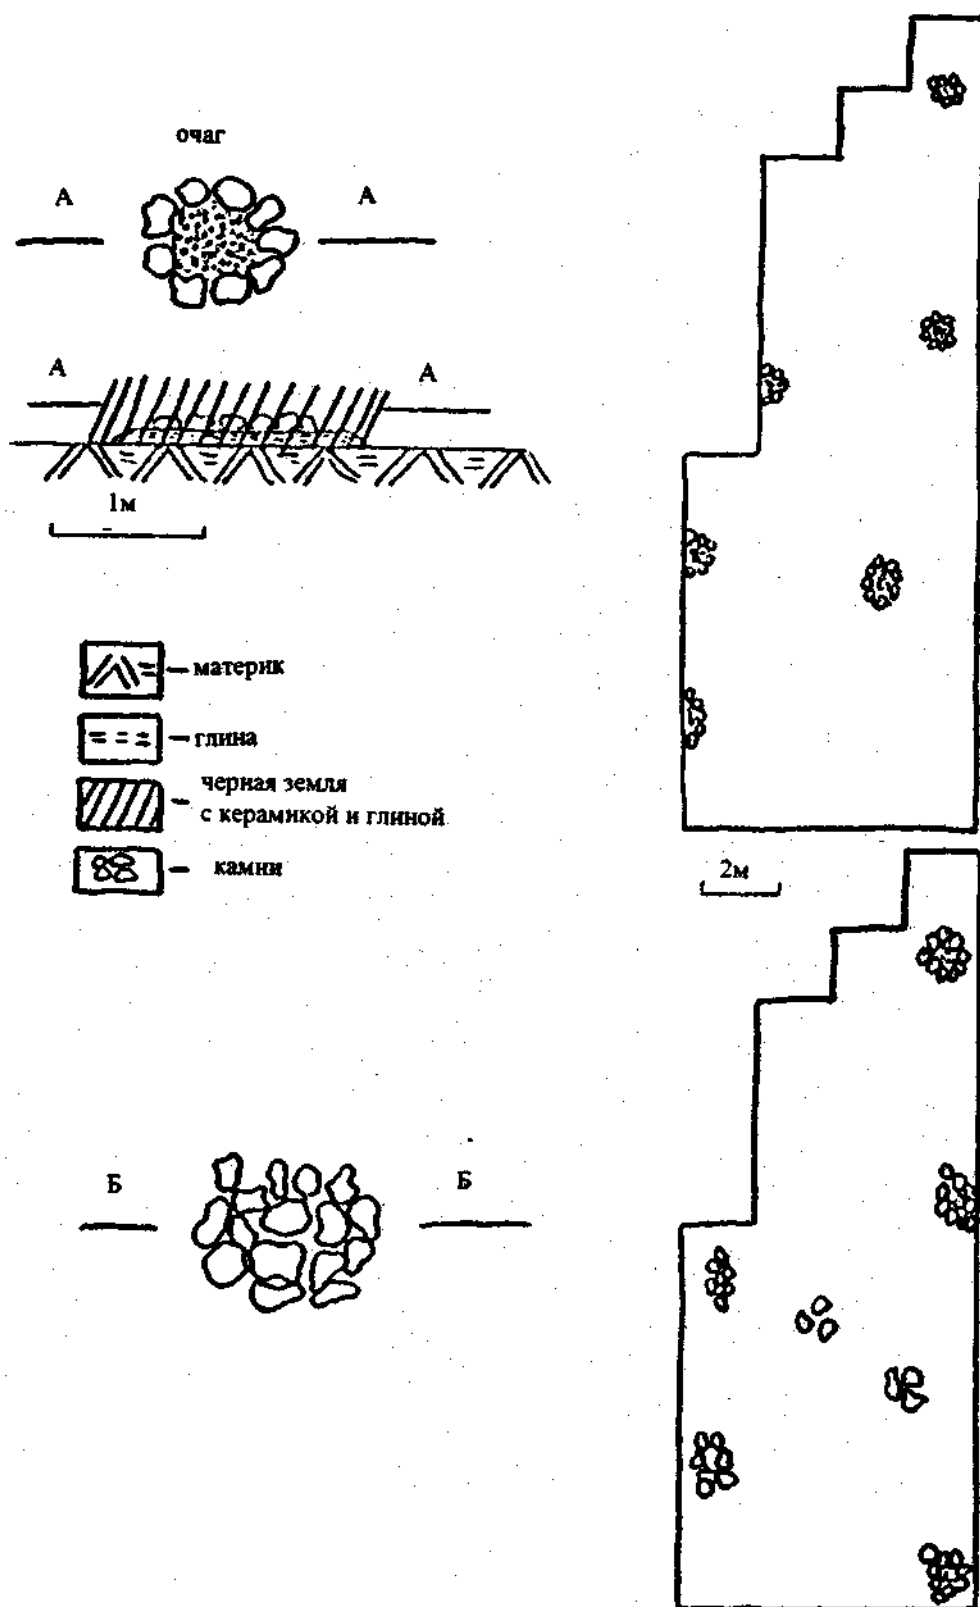 очаг
А А
А А
1м
– материк
– глина
– черная земля
с керамикой и глиной
– камни
2м
Б Б